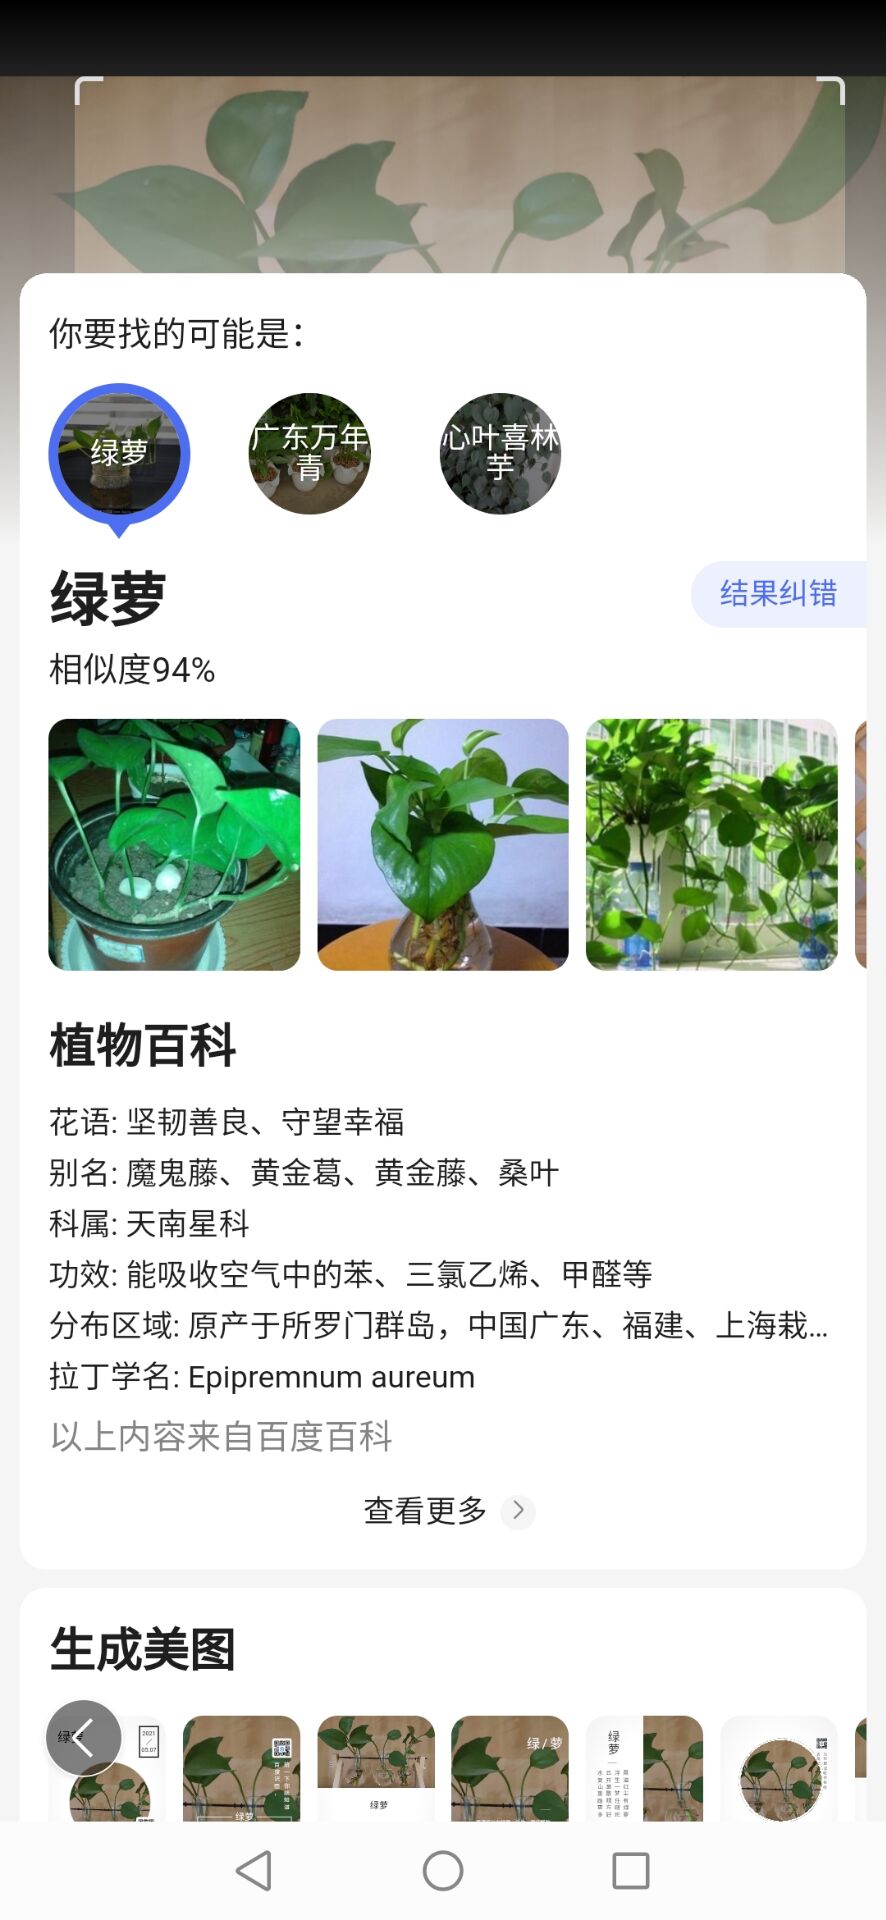 你要找的可能是：
绿萝
广东万年
青
心叶喜林
芋
绿萝
结果纠错
相似度94%
植物百科
花语: 坚韧善良、守望幸福
别名: 魔鬼藤、黄金葛、黄金藤、桑叶
科属: 天南星科
功效: 能吸收空气中的苯、三氯乙烯、甲醛等
分布区域: 原产于所罗门群岛，中国广东、福建、上海栽...
拉丁学名: Epipremnum aureum
以上内容来自百度百科
查看更多
生成美图
2021
05.07
绿萝
绿萝
绿/萝
绿萝